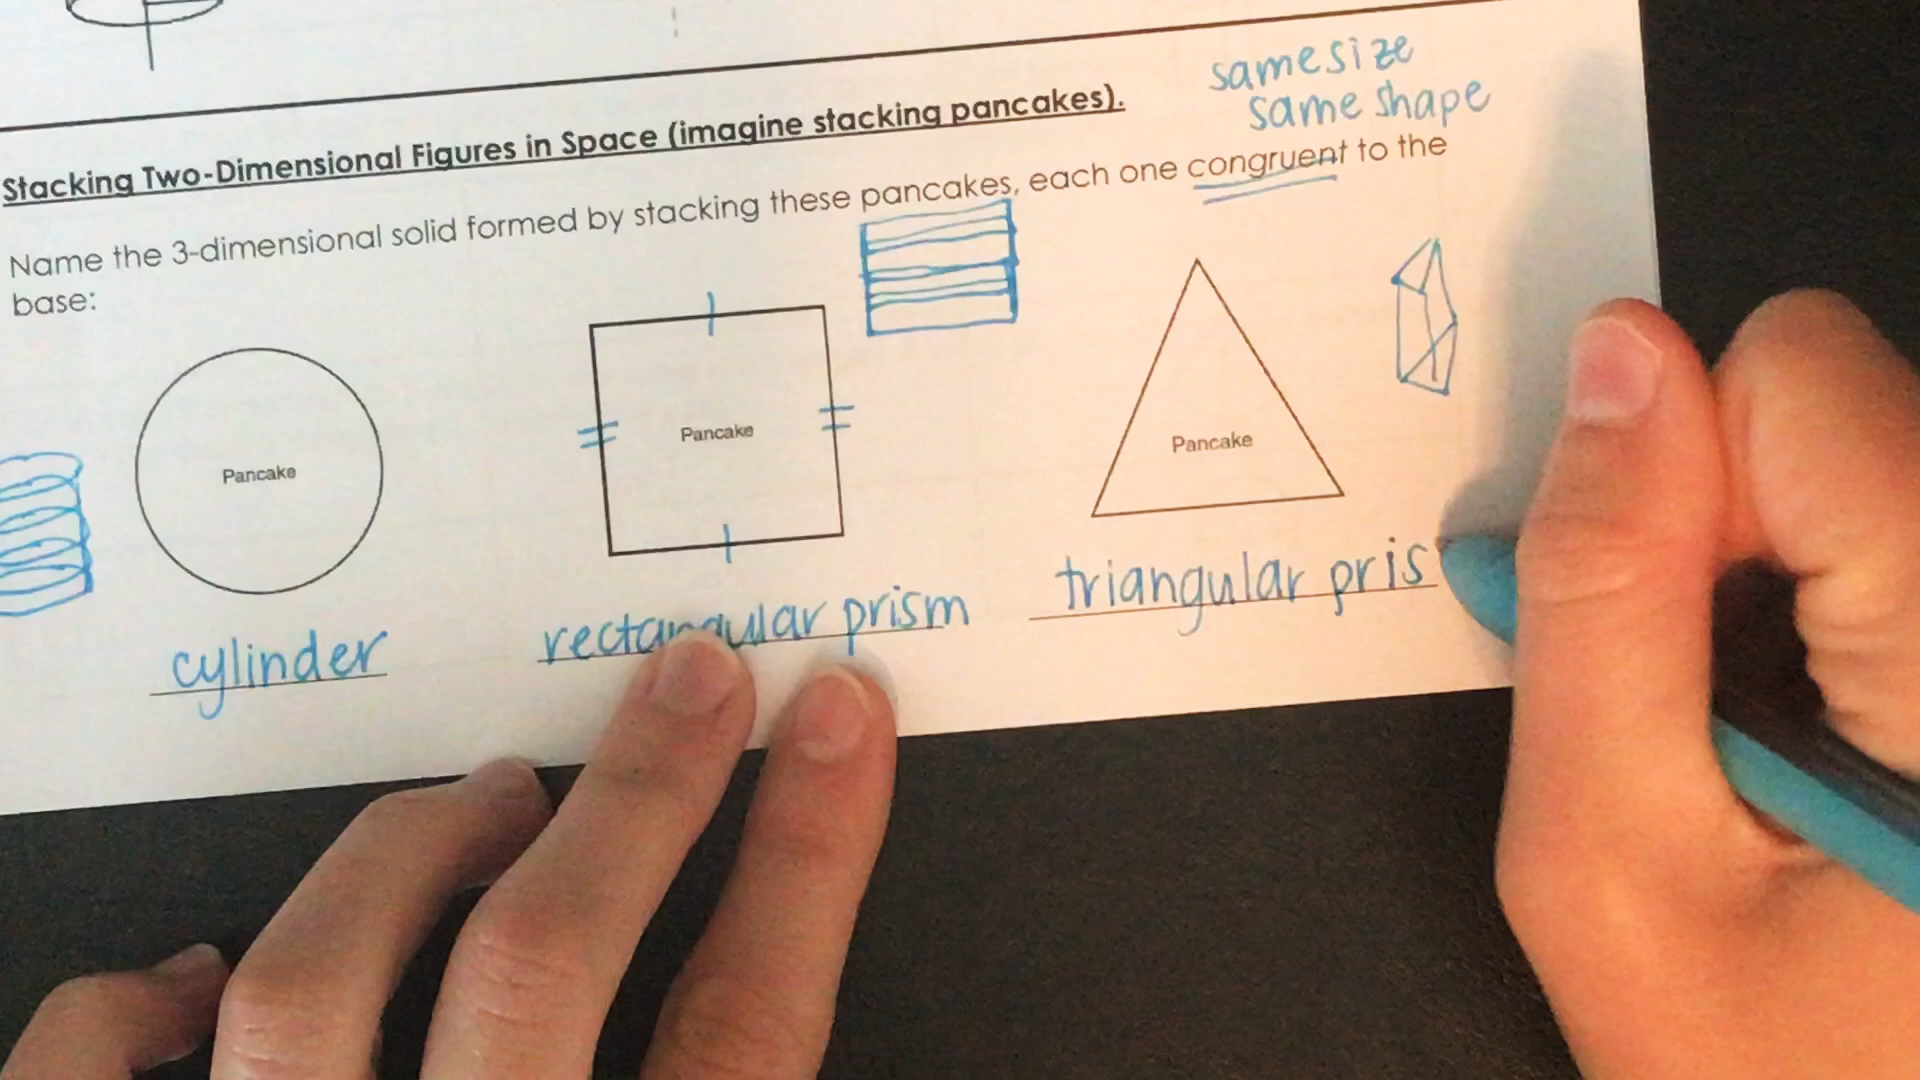 same size
same shape
Stacking Two-Dimensional Figures in Space (imagine stacking pancakes).
Name the 3-dimensional solid formed by stacking these pancakes, each one congruent to the
base:
Pancake
Pancake
Pancake
cylinder
rectangular prism
triangular pris